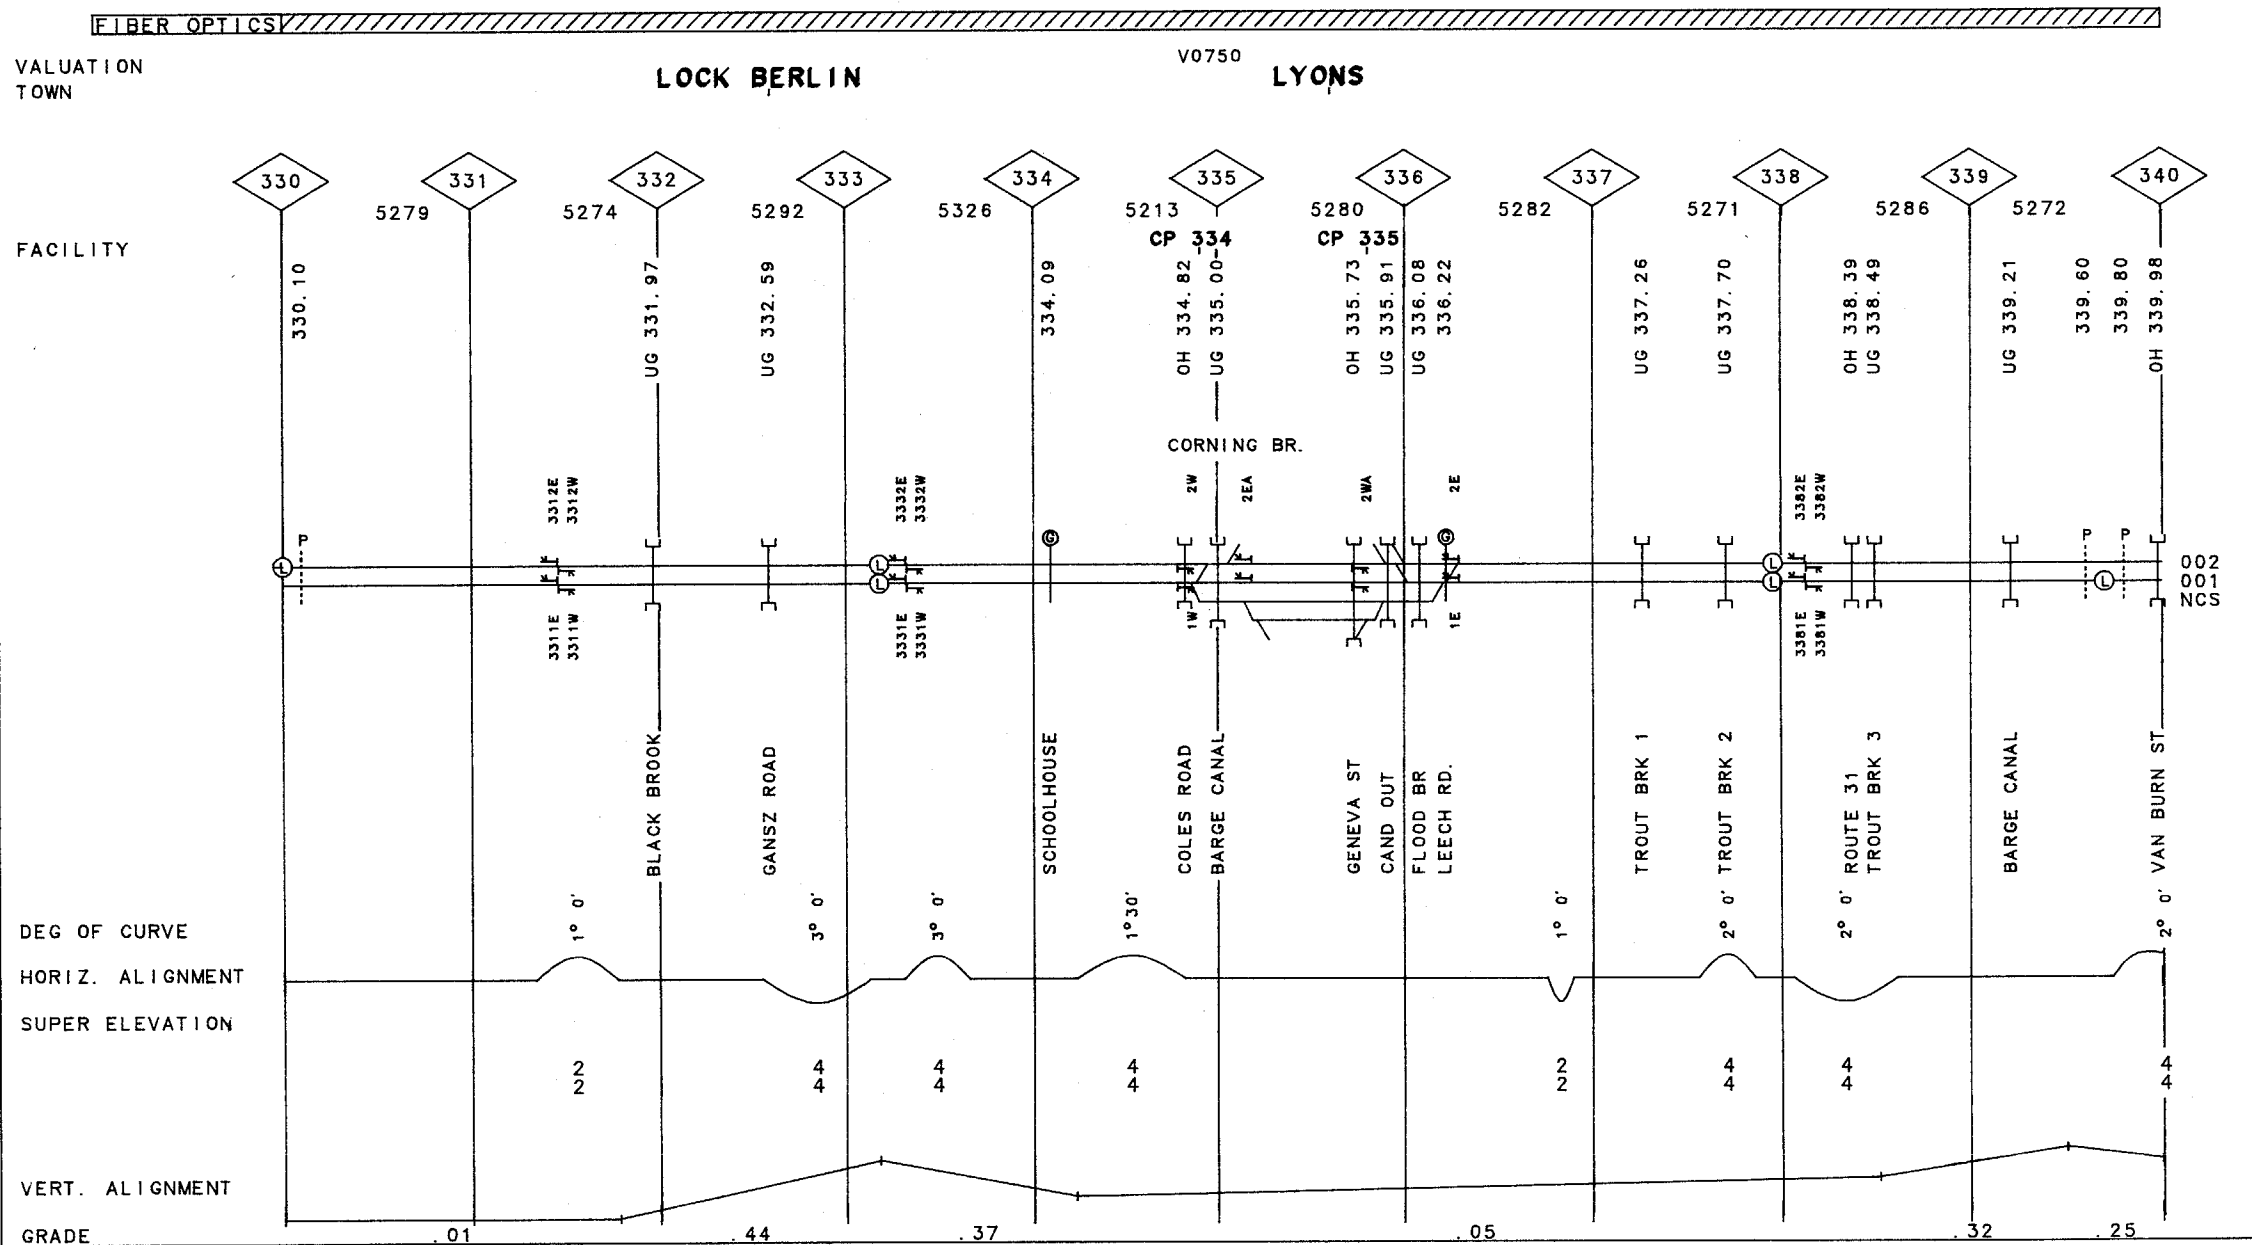 FIBER OPTICS
V0750
VALUATION
TOWN
LOCK BERLIN
LYONS
330 331 332 333 334 335 336 337 338 339 340
5279 5274 5292 5326 5213 5280 5282 5271 5286 5272
CP 334 CP 335
FACILITY
330.10
UG 331.97
UG 332.59
334.09
OH 334.82
UG 335.00
OH 335.73
UG 335.91
UG 336.08
336.22
UG 337.26
UG 337.70
OH 338.39
UG 338.49
UG 339.21
339.60
339.80
OH 339.98
CORNING BR.
3312E
3312W
3332E
3332W
2W
2EA
2WA
2E
3382E
3382W
P
G
G
P P
L
L
L
002
L
L
L
001
NCS
3311E
3311W
3331E
3331W
1W
1E
3381E
3381W
BLACK BROOK
GANSZ ROAD
SCHOOLHOUSE
COLES ROAD
BARGE CANAL
GENEVA ST
CAND OUT
FLOOD BR
LEECH RD.
TROUT BRK 1
TROUT BRK 2
ROUTE 31
TROUT BRK 3
BARGE CANAL
VAN BURN ST
DEG OF CURVE
1° 0'
3° 0'
3° 0'
1°30'
1° 0'
2° 0'
2° 0'
2° 0'
HORIZ. ALIGNMENT
SUPER ELEVATION
2 4 4 4 2 4 4 4
2 4 4 4 2 4 4 4
VERT. ALIGNMENT
GRADE .01 .44 .37 .05 .32 .25